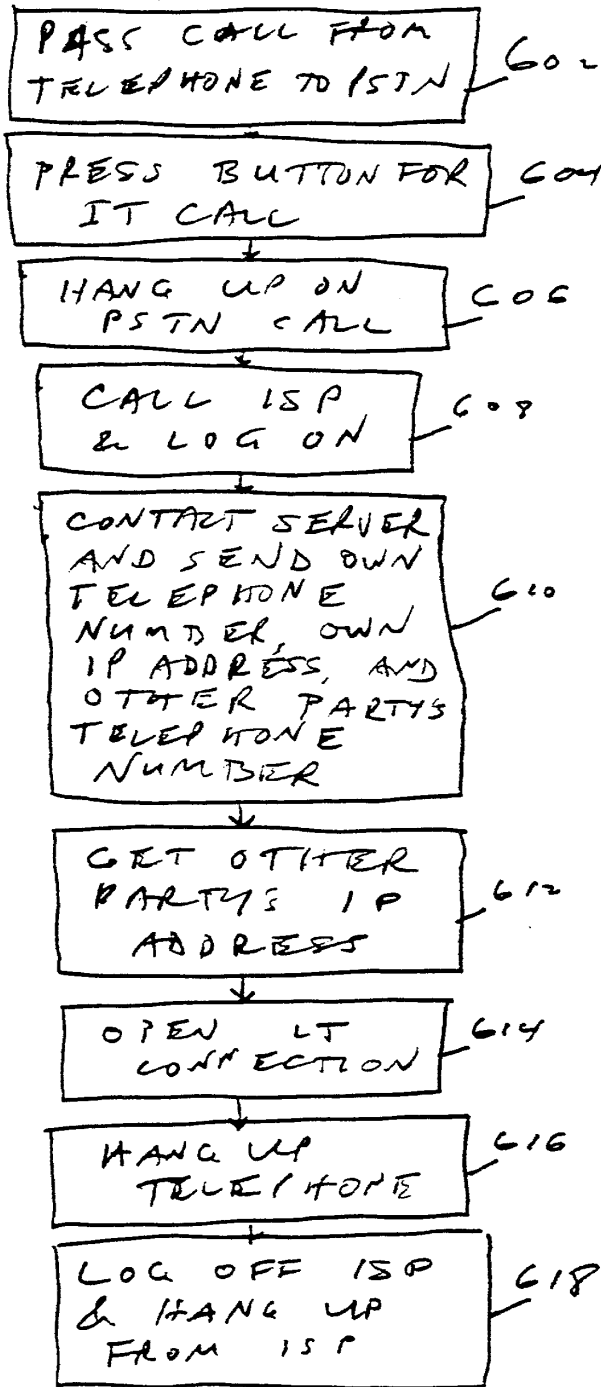 PASS CALL FROM
TELEPHONE TO PSTN
602
PRESS BUTTON FOR
IT CALL
604
HANG UP ON
PSTN CALL
606
CALL ISP
& LOG ON
608
CONTACT SERVER
AND SEND OWN
TELEPHONE
NUMBER, OWN
IP ADDRESS, AND
OTHER PARTY'S
TELEPHONE
NUMBER
610
GET OTHER
PARTY'S IP
ADDRESS
612
OPEN IT
CONNECTION
614
HANG UP
TELEPHONE
616
LOG OFF ISP
& HANG UP
FROM ISP
618